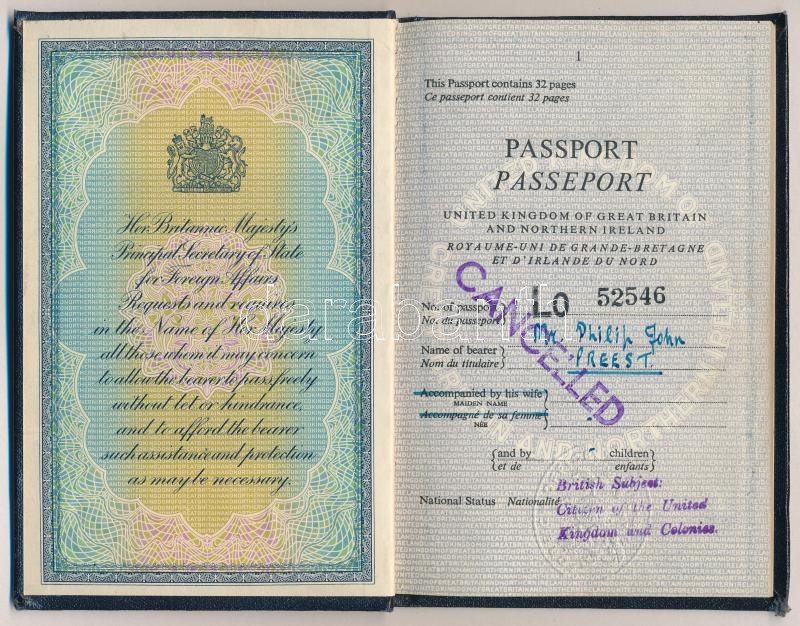 Her Britannic Majesty's
Principal Secretary of State
for Foreign Affairs
Requests and requires
in the Name of Her Majesty
all those whom it may concern
to allow the bearer to pass freely
without let or hindrance,
and to afford the bearer
such assistance and protection
as may be necessary.
1
This Passport contains 32 pages
Ce passeport contient 32 pages
PASSPORT
PASSEPORT
UNITED KINGDOM OF GREAT BRITAIN
AND NORTHERN IRELAND
ROYAUME-UNI DE GRANDE-BRETAGNE
ET D'IRLANDE DU NORD
CANCELLED
No. of passport Lo 52546
No. du passeport
Name of bearer Mr. Philip John
Nom du titulaire PREEST.
Accompanied by his wife
MAIDEN NAME
Accompagné de sa femme
NÉE
and by - children
et de enfants
National Status Nationalité
British Subject:
Citizen of the United
Kingdom and Colonies.
darabanth